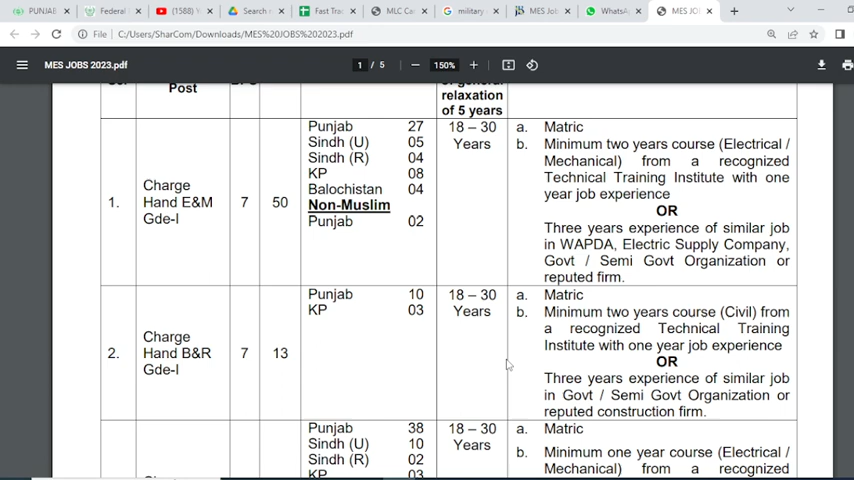 PUNJAB
Federal
(1588) Y
Search r
Fast Trac
MLC Ca
military
MES Job
WhatsA
MES JO
File C:/Users/SharCom/Downloads/MES%20JOBS%202023.pdf
MES JOBS 2023.pdf
1 / 5
150%
Post
relaxation
of 5 years
1.
Charge
Hand E&M
Gde-I
7
50
Punjab 27
Sindh (U) 05
Sindh (R) 04
KP 08
Balochistan 04
Non-Muslim
Punjab 02
18 – 30
Years
a. Matric
b. Minimum two years course (Electrical /
Mechanical) from a recognized
Technical Training Institute with one
year job experience
OR
Three years experience of similar job
in WAPDA, Electric Supply Company,
Govt / Semi Govt Organization or
reputed firm.
2.
Charge
Hand B&R
Gde-I
7
13
Punjab 10
KP 03
18 – 30
Years
a. Matric
b. Minimum two years course (Civil) from
a recognized Technical Training
Institute with one year job experience
OR
Three years experience of similar job
in Govt / Semi Govt Organization or
reputed construction firm.
Punjab 38
Sindh (U) 10
Sindh (R) 02
KP 03
18 – 30
Years
a. Matric
b. Minimum one year course (Electrical /
Mechanical) from a recognized